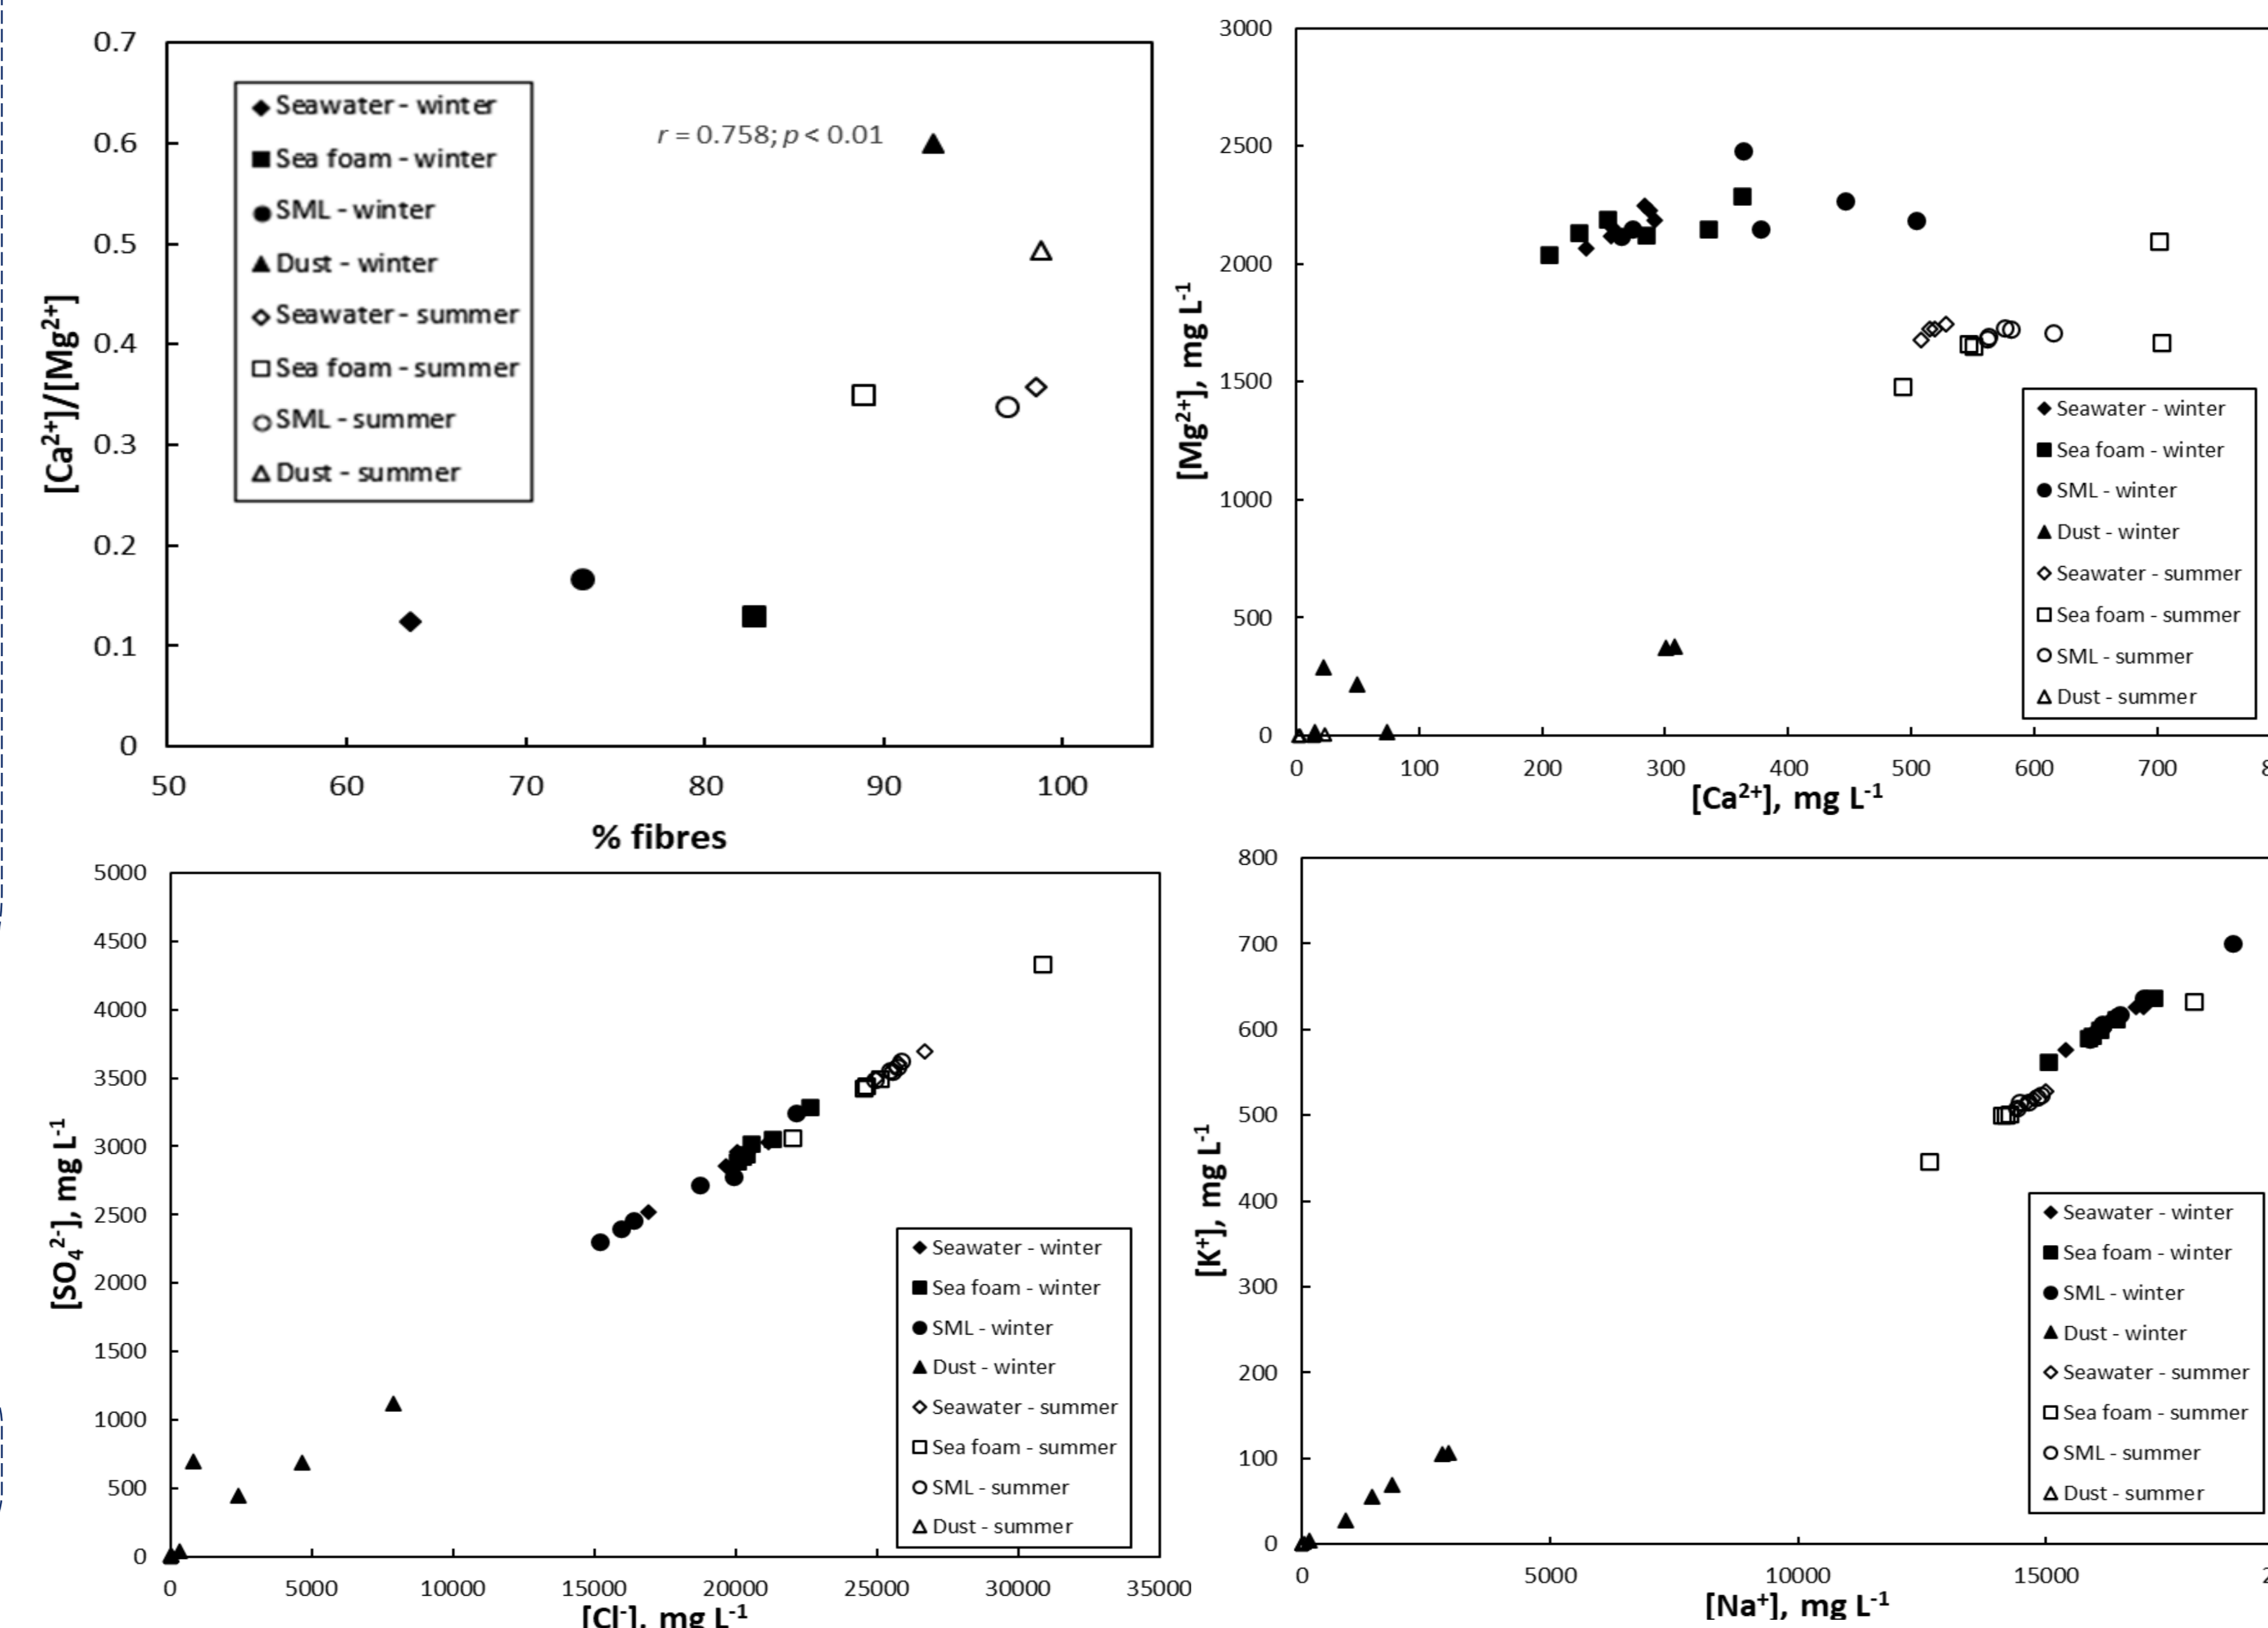 0.7
0.6
0.5
0.4
0.3
0.2
0.1
0
[Ca²⁺]/[Mg²⁺]
Seawater - winter
Sea foam - winter
SML - winter
Dust - winter
Seawater - summer
Sea foam - summer
SML - summer
Dust - summer
r = 0.758; p < 0.01
50 60 70 80 90 100
% fibres
3000
2500
2000
1500
1000
500
0
[Mg²⁺], mg L⁻¹
Seawater - winter
Sea foam - winter
SML - winter
Dust - winter
Seawater - summer
Sea foam - summer
SML - summer
Dust - summer
0 100 200 300 400 500 600 700
[Ca²⁺], mg L⁻¹
5000
4500
4000
3500
3000
2500
2000
1500
1000
500
0
[SO₄²⁻], mg L⁻¹
Seawater - winter
Sea foam - winter
SML - winter
Dust - winter
Seawater - summer
Sea foam - summer
SML - summer
Dust - summer
0 5000 10000 15000 20000 25000 30000 35000
[Cl⁻], mg L⁻¹
800
700
600
500
400
300
200
100
0
[K⁺], mg L⁻¹
Seawater - winter
Sea foam - winter
SML - winter
Dust - winter
Seawater - summer
Sea foam - summer
SML - summer
Dust - summer
0 5000 10000 15000
[Na⁺], mg L⁻¹